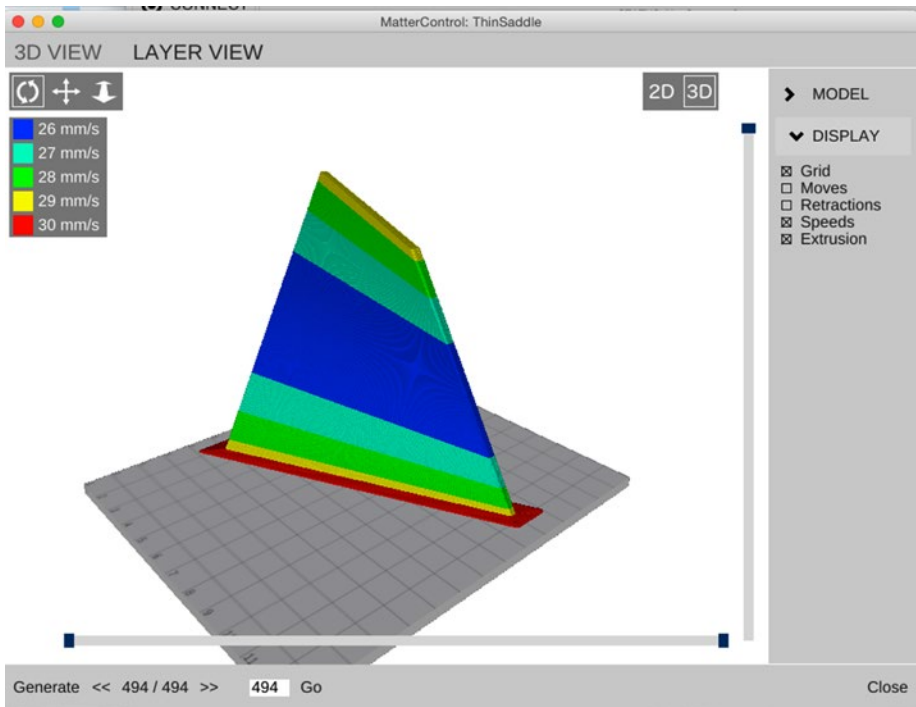 CONNECT
MatterControl: ThinSaddle
3D VIEW LAYER VIEW
2D 3D
26 mm/s
27 mm/s
28 mm/s
29 mm/s
30 mm/s
MODEL
DISPLAY
Grid
Moves
Retractions
Speeds
Extrusion
Generate << 494 / 494 >> 494 Go
Close